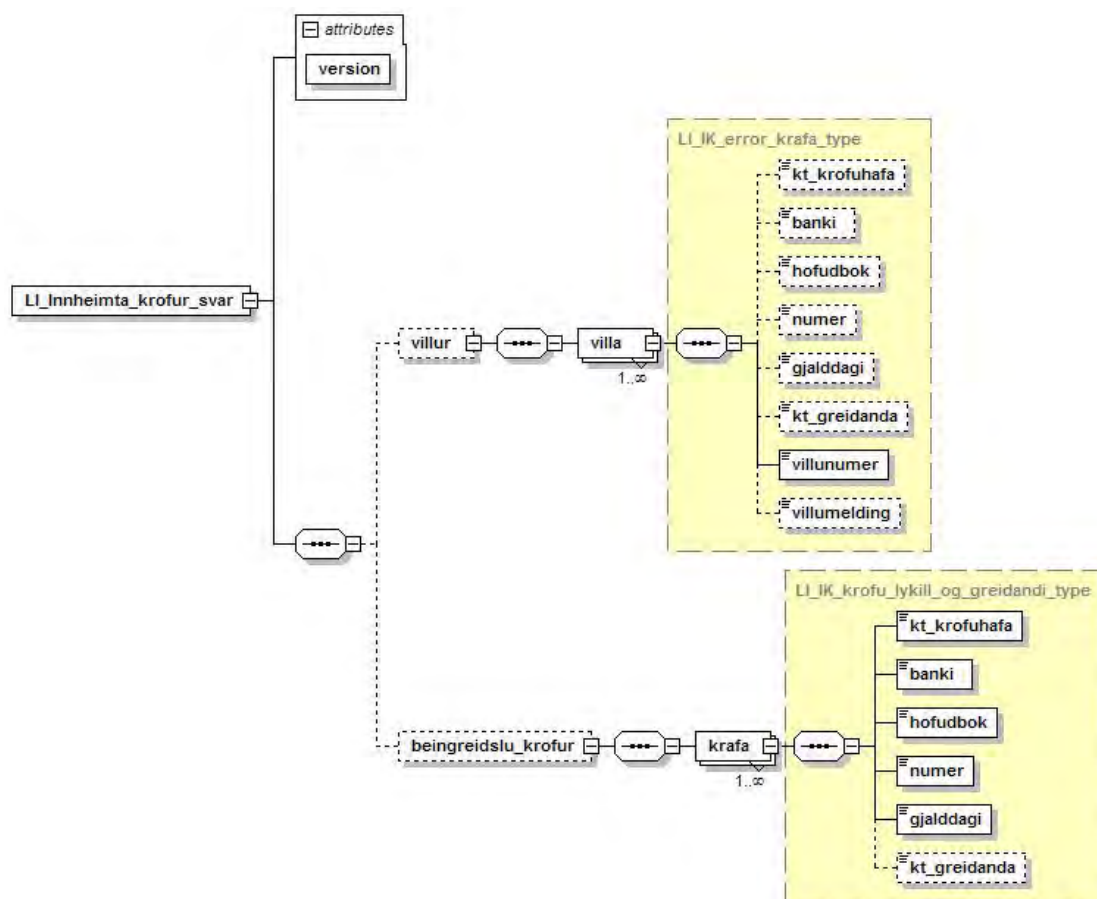 attributes
version
LI_IK_error_krafa_type
kt_krofuhafa
banki
hofudbok
LI_Innheimta_krofur_svar
numer
villur
villa
1..∞
gjalddagi
kt_greidanda
villunumer
villumelding
LI_IK_krofu_lykill_og_greidandi_type
kt_krofuhafa
banki
hofudbok
beingreidslu_krofur
krafa
1..∞
numer
gjalddagi
kt_greidanda